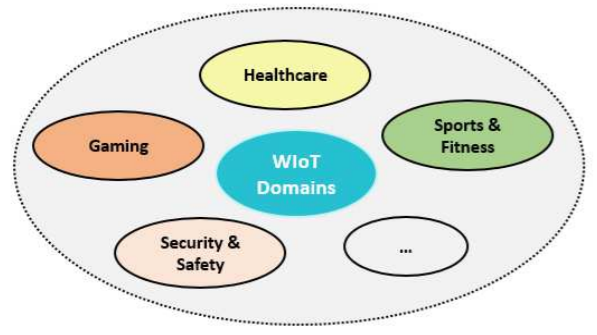 Healthcare
Gaming
Sports &
Fitness
WIoT
Domains
Security &
Safety
...